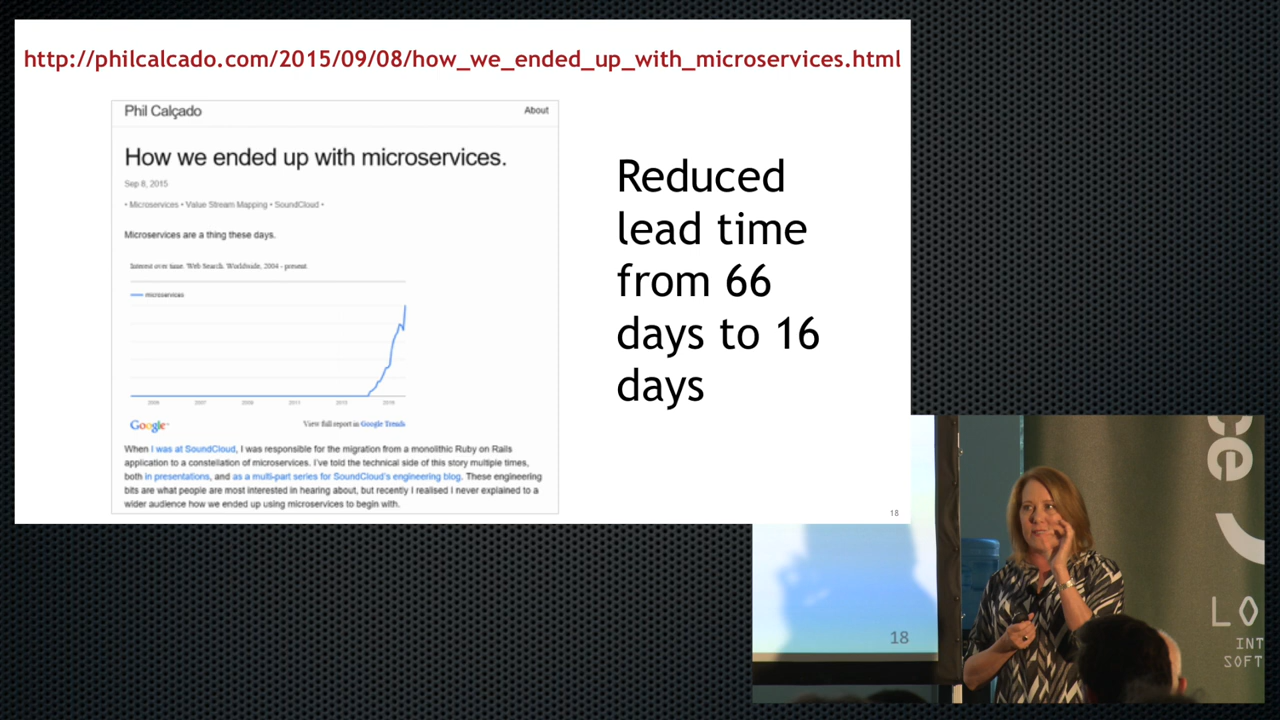 http://philcalcado.com/2015/09/08/how_we_ended_up_with_microservices.html
Phil Calçado
About
How we ended up with microservices.
Sep 8, 2015
• Microservices • Value Stream Mapping • SoundCloud •
Microservices are a thing these days.
Interest over time. Web Search. Worldwide, 2004 - present.
microservices
2007
2011
Google
View full report in Google Trends
When I was at SoundCloud, I was responsible for the migration from a monolithic Ruby on Rails
application to a constellation of microservices. I've told the technical side of this story multiple times,
both in presentations, and as a multi-part series for SoundCloud's engineering blog. These engineering
bits are what people are most interested in hearing about, but recently I realised I never explained to a
wider audience how we ended up using microservices to begin with.
Reduced
lead time
from 66
days to 16
days
18
18
LO
INT
SOFT